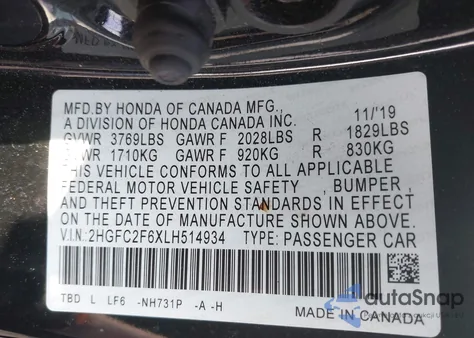 MFD.BY HONDA OF CANADA MFG.,
A DIVISION OF HONDA CANADA INC. 11/'19
GVWR 3769LBS GAWR F 2028LBS R 1829LBS
GVWR 1710KG GAWR F 920KG R 830KG
THIS VEHICLE CONFORMS TO ALL APPLICABLE
FEDERAL MOTOR VEHICLE SAFETY , BUMPER ,
AND THEFT PREVENTION STANDARDS IN EFFECT
ON THE DATE OF MANUFACTURE SHOWN ABOVE.
V.I.N:2HGFC2F6XLH514934 TYPE: PASSENGER CAR
TBD L LF6 -NH731P -A -H
MADE IN CANADA
autaSnap